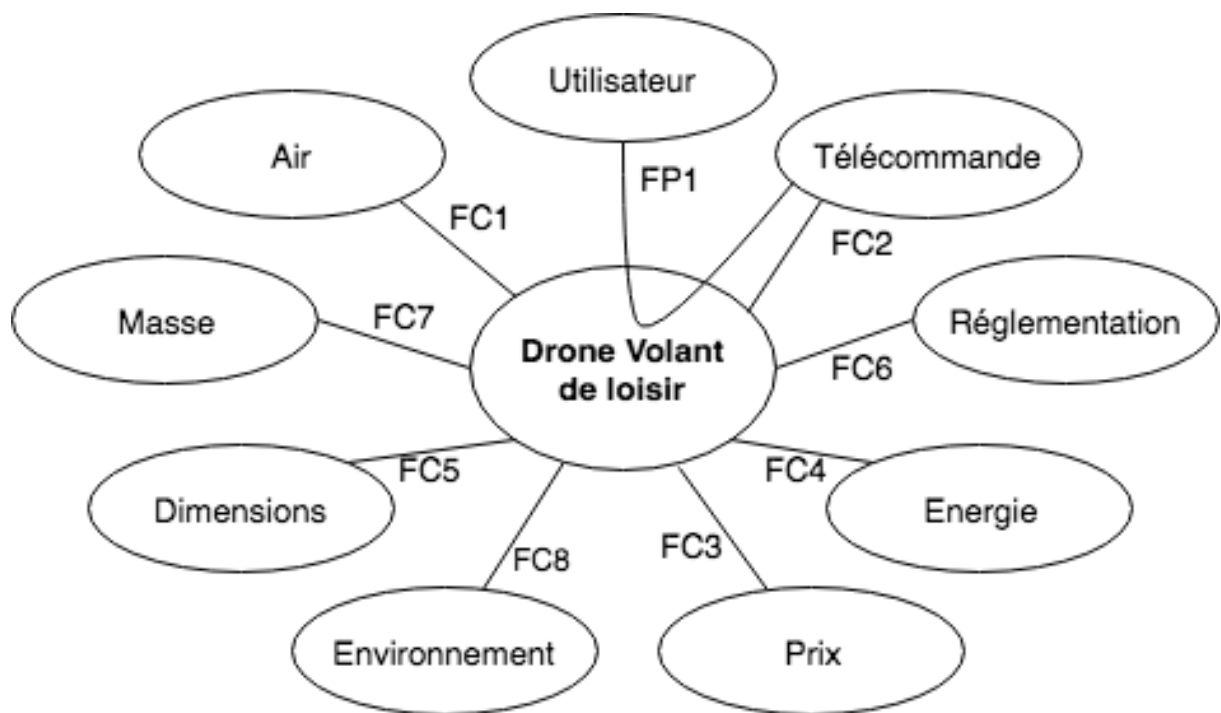 Utilisateur
Air
Télécommande
FP1
FC1
FC2
Masse
FC7
Drone Volant
de loisir
Réglementation
FC6
FC5
FC4
Dimensions
Energie
FC8
FC3
Environnement
Prix